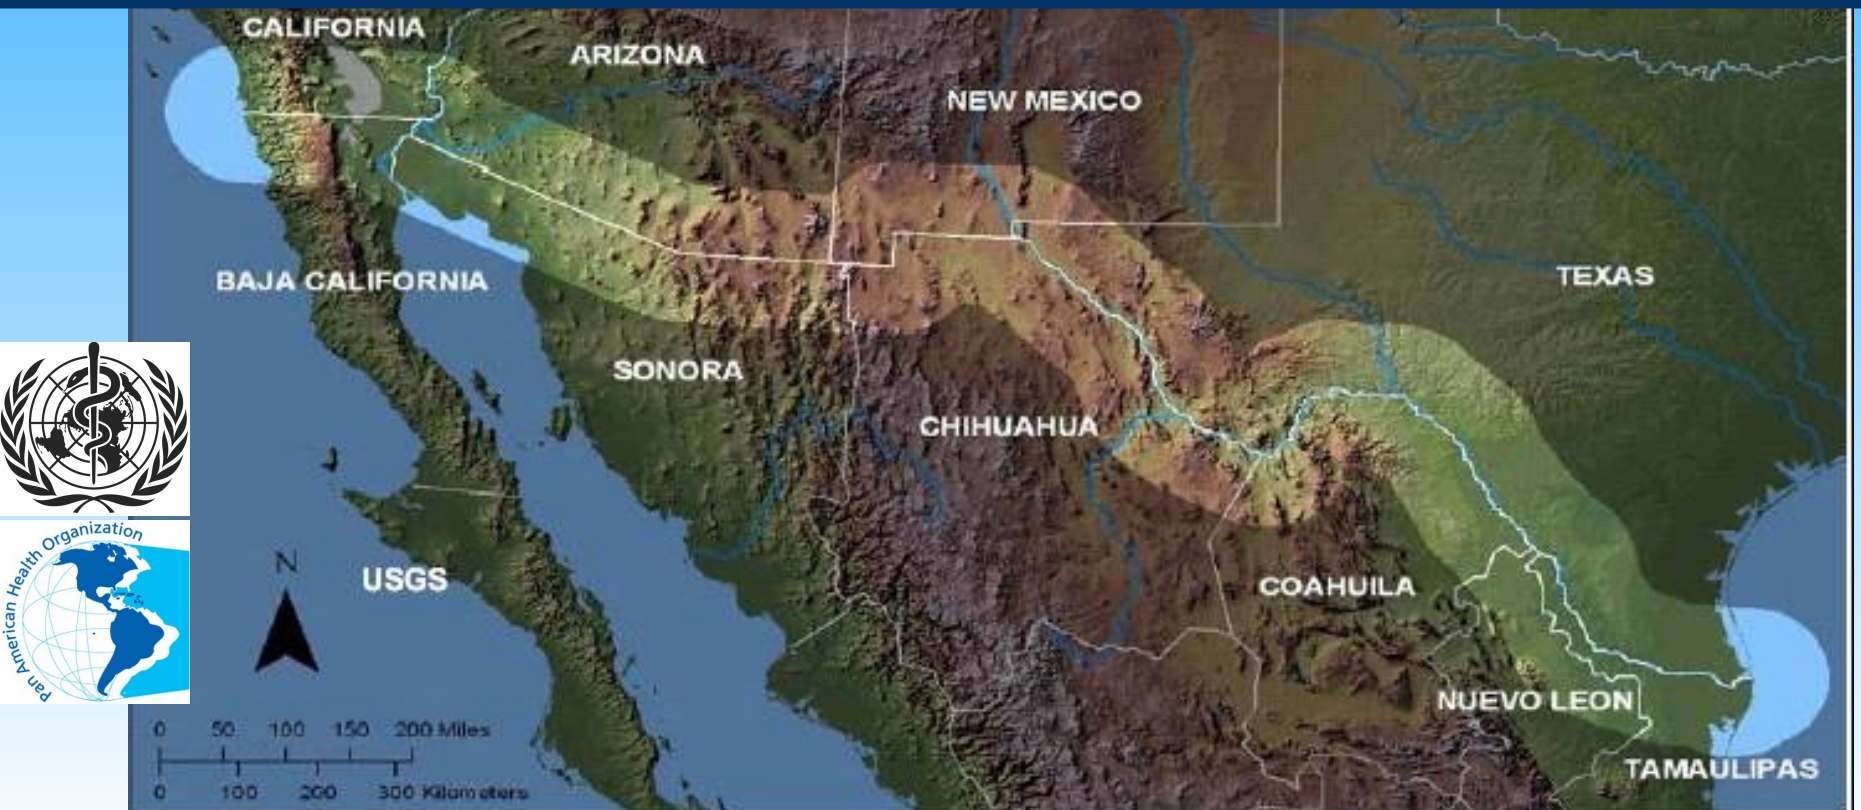 CALIFORNIA
ARIZONA
NEW MEXICO
TEXAS
BAJA CALIFORNIA
SONORA
CHIHUAHUA
COAHUILA
NUEVO LEON
TAMAULIPAS
Pan American Health Organization
N
USGS
0 50 100 150 200 Miles
0 100 200 300 Kilometers